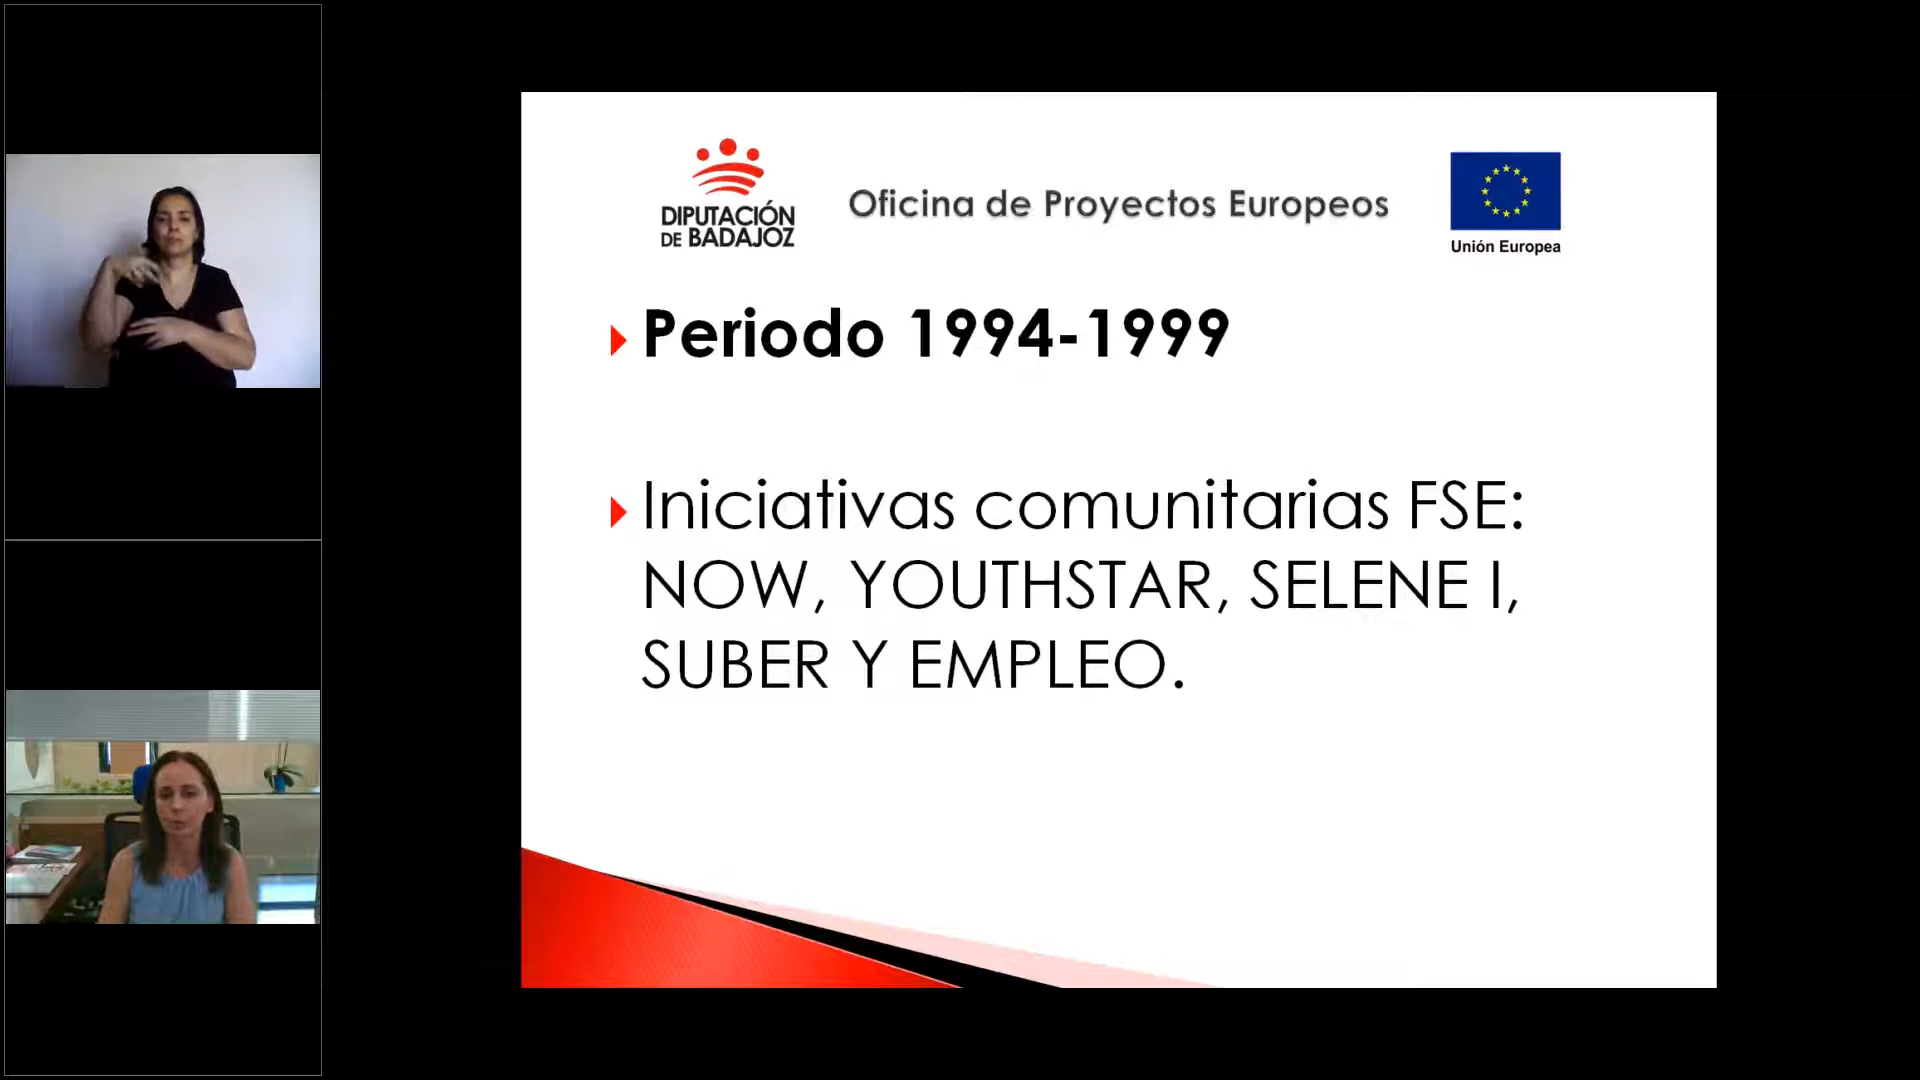 DIPUTACIÓN
DE BADAJOZ
Oficina de Proyectos Europeos
Unión Europea
Periodo 1994-1999
Iniciativas comunitarias FSE:
NOW, YOUTHSTAR, SELENE I,
SUBER Y EMPLEO.